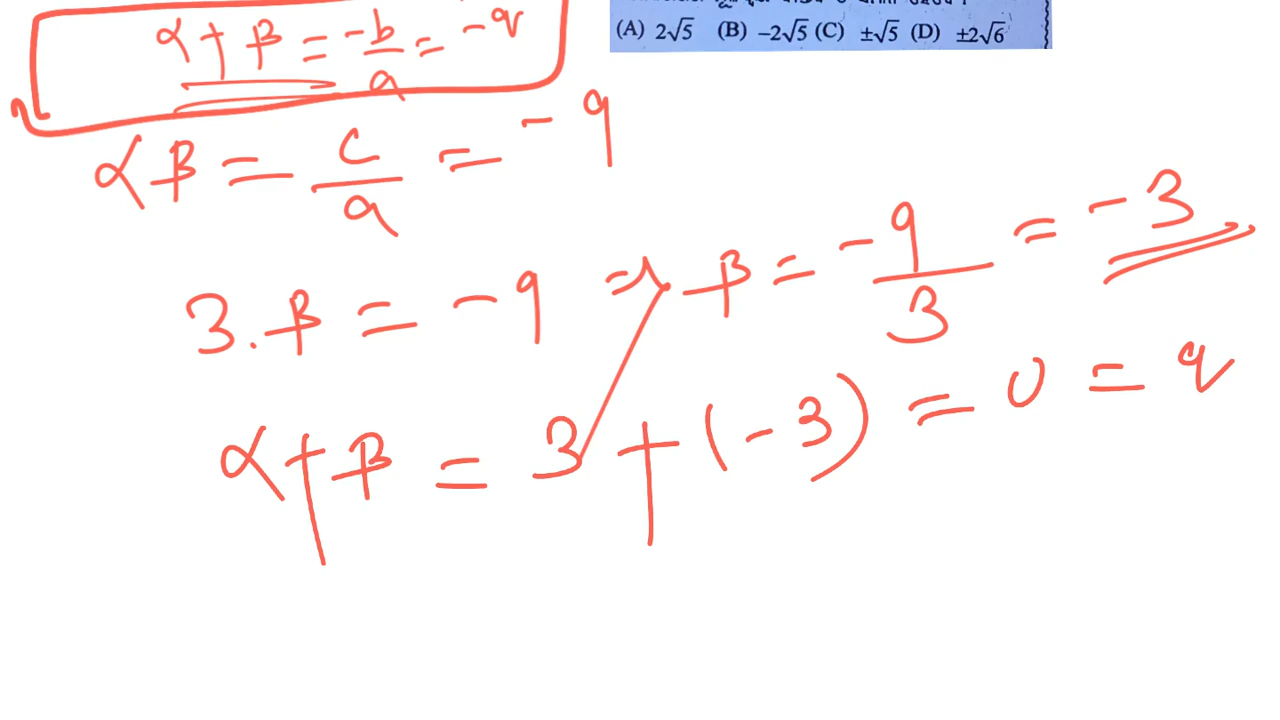 α + β = -b/a = -q
(A) 2√5 (B) -2√5 (C) ±√5 (D) ±2√6
αβ = c/a = -9
3.β = -9 ⇒ β = -9/3 = -3
α + β = 3 + (-3) = 0 = q